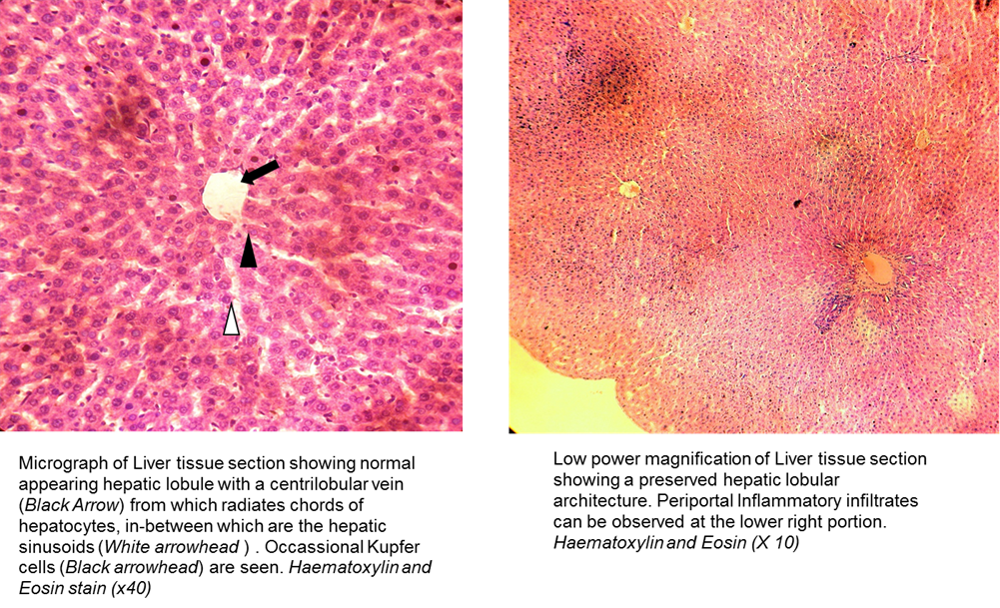 Micrograph of Liver tissue section showing normal
appearing hepatic lobule with a centrilobular vein
(Black Arrow) from which radiates chords of
hepatocytes, in-between which are the hepatic
sinusoids (White arrowhead ) . Occassional Kupfer
cells (Black arrowhead) are seen. Haematoxylin and
Eosin stain (x40)
Low power magnification of Liver tissue section
showing a preserved hepatic lobular
architecture. Periportal Inflammatory infiltrates
can be observed at the lower right portion.
Haematoxylin and Eosin (X 10)